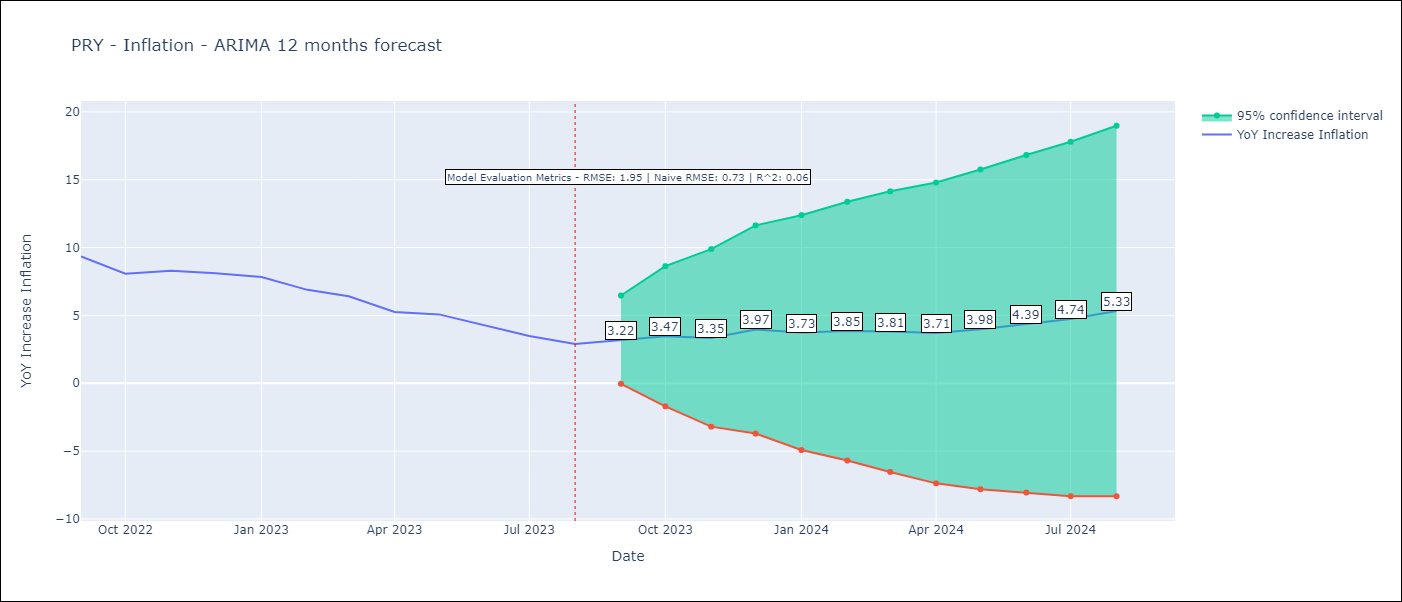 PRY - Inflation - ARIMA 12 months forecast
95% confidence interval
YoY Increase Inflation
Model Evaluation Metrics - RMSE: 1.95 | Naive RMSE: 0.73 | R^2: 0.06
YoY Increase Inflation
20
15
10
5
0
−5
−10
3.22
3.47
3.35
3.97
3.73
3.85
3.81
3.71
3.98
4.39
4.74
5.33
Oct 2022
Jan 2023
Apr 2023
Jul 2023
Oct 2023
Jan 2024
Apr 2024
Jul 2024
Date